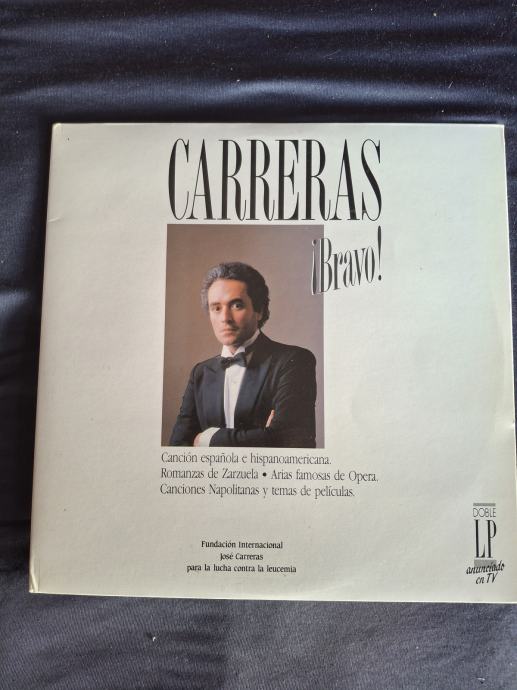 CARRERAS
¡Bravo!
Canción española e hispanoamericana.
Romanzas de Zarzuela • Arias famosas de Opera.
Canciones Napolitanas y temas de películas.
Fundación Internacional
José Carreras
para la lucha contra la leucemia
DOBLE
LP
anunciado
en TV